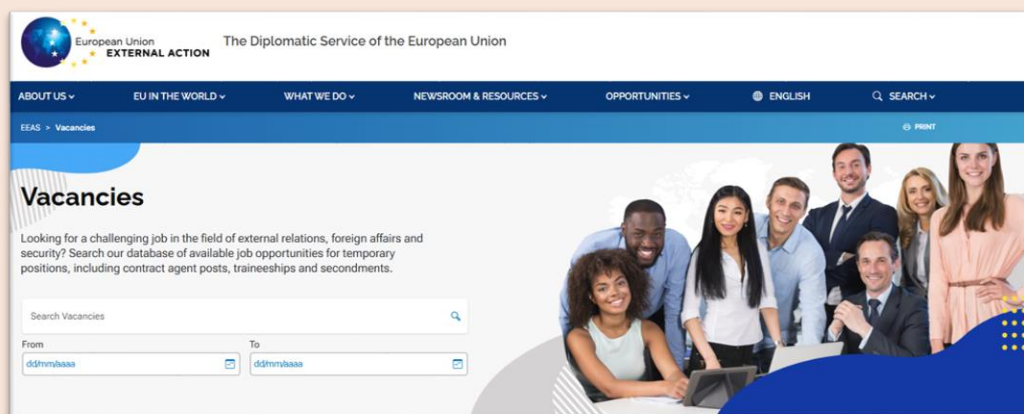 European Union
EXTERNAL ACTION
The Diplomatic Service of the European Union
ABOUT US
EU IN THE WORLD
WHAT WE DO
NEWSROOM & RESOURCES
OPPORTUNITIES
ENGLISH
SEARCH
EEAS > Vacancies
PRINT
Vacancies
Looking for a challenging job in the field of external relations, foreign affairs and
security? Search our database of available job opportunities for temporary
positions, including contract agent posts, traineeships and secondments.
Search Vacancies
From
To
dd/mm/aaaa
dd/mm/aaaa